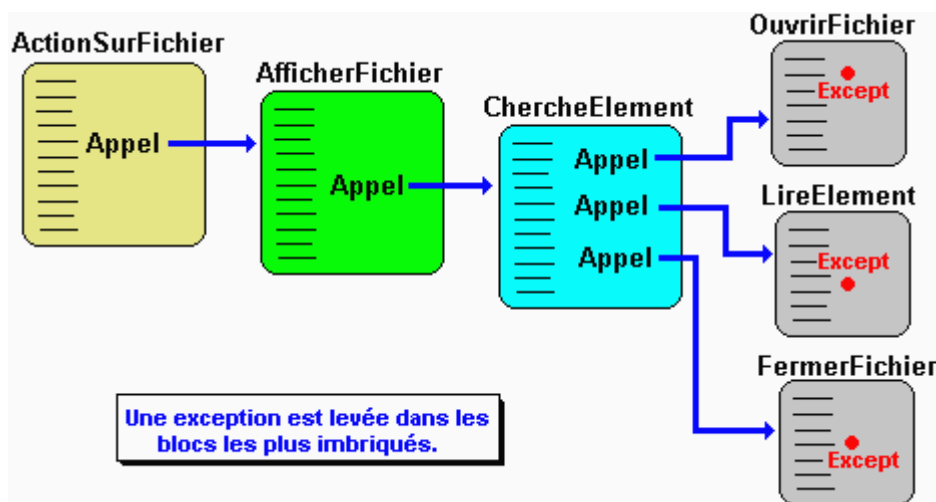 ActionSurFichier
Appel
AfficherFichier
Appel
ChercheElement
Appel
Appel
Appel
OuvrirFichier
Except
LireElement
Except
FermerFichier
Except
Une exception est levée dans les
blocs les plus imbriqués.